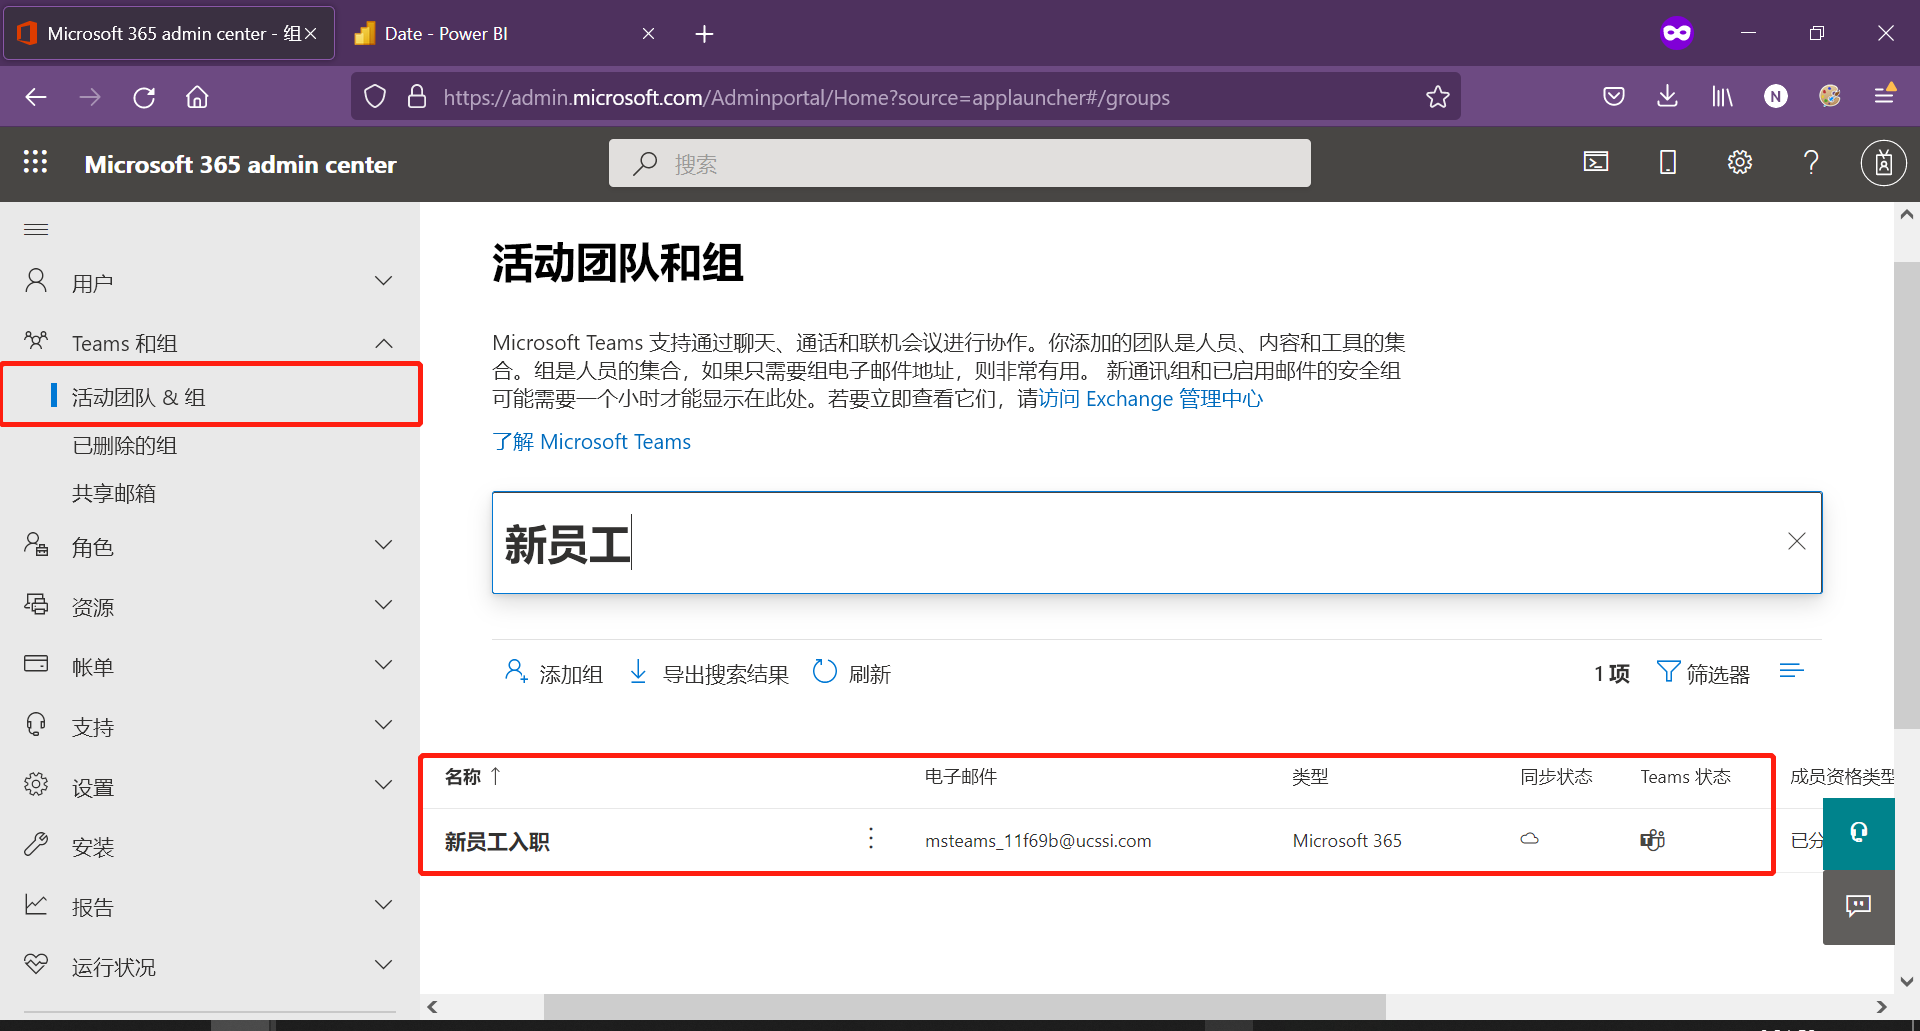 Microsoft 365 admin center - 组
Date - Power BI
https://admin.microsoft.com/Adminportal/Home?source=applauncher#/groups
N
Microsoft 365 admin center
搜索
用户
Teams 和组
活动团队 & 组
已删除的组
共享邮箱
角色
资源
帐单
支持
设置
安装
报告
运行状况
活动团队和组
Microsoft Teams 支持通过聊天、通话和联机会议进行协作。你添加的团队是人员、内容和工具的集
合。组是人员的集合，如果只需要组电子邮件地址，则非常有用。 新通讯组和已启用邮件的安全组
可能需要一个小时才能显示在此处。若要立即查看它们，请访问 Exchange 管理中心
了解 Microsoft Teams
新员工
添加组 导出搜索结果 刷新 1 项 筛选器
名称 ↑ 电子邮件 类型 同步状态 Teams 状态 成员资格类型
新员工入职 msteams_11f69b@ucssi.com Microsoft 365 已分